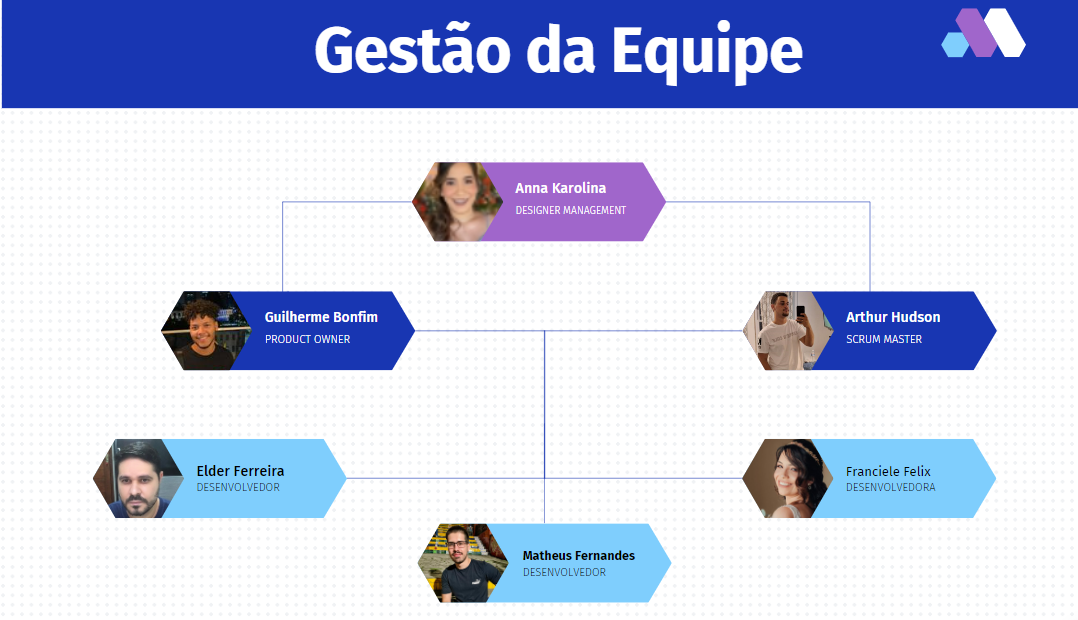 Gestão da Equipe
Anna Karolina
DESIGNER MANAGEMENT
Guilherme Bonfim
PRODUCT OWNER
Arthur Hudson
SCRUM MASTER
Elder Ferreira
DESENVOLVEDOR
Franciele Felix
DESENVOLVEDORA
Matheus Fernandes
DESENVOLVEDOR